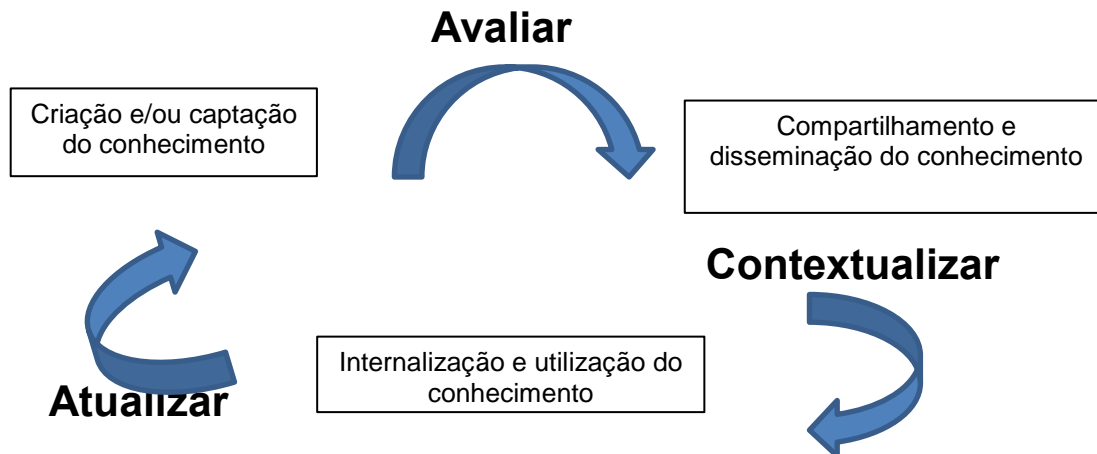 Avaliar
Criação e/ou captação
do conhecimento
Compartilhamento e
disseminação do conhecimento
Contextualizar
Internalização e utilização do
conhecimento
Atualizar